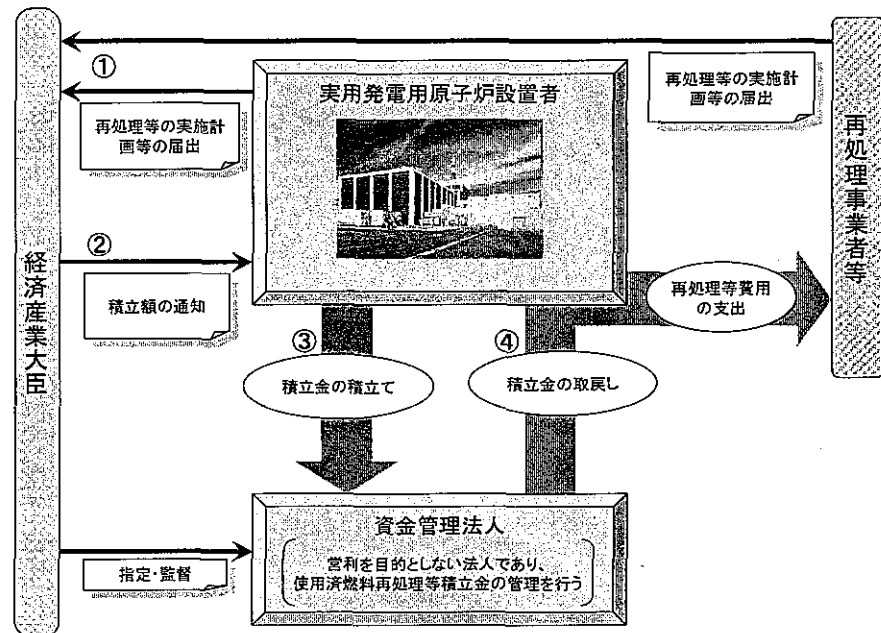 経済産業大臣
①
再処理等の実施計
画等の届出
実用発電用原子炉設置者
再処理等の実施計
画等の届出
再処理事業者等
②
積立額の通知
再処理等費用
の支出
③
積立金の積立て
④
積立金の取戻し
資金管理法人
営利を目的としない法人であり、
使用済燃料再処理等積立金の管理を行う
指定・監督